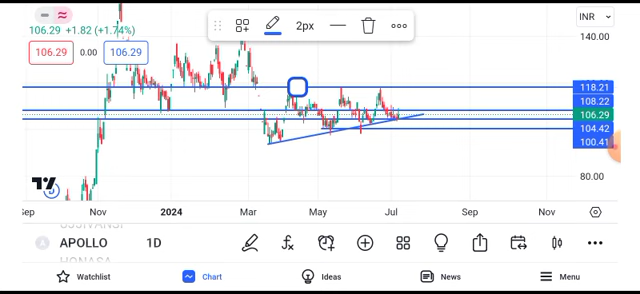 2px
INR
106.29 +1.82 (+1.74%)
140.00
106.29 0.00 106.29
118.21
108.22
106.29
104.42
100.41
80.00
Sep Nov 2024 Mar May Jul Sep Nov
UJJIVANSF
A APOLLO 1D
HONASA
Watchlist Chart Ideas News Menu